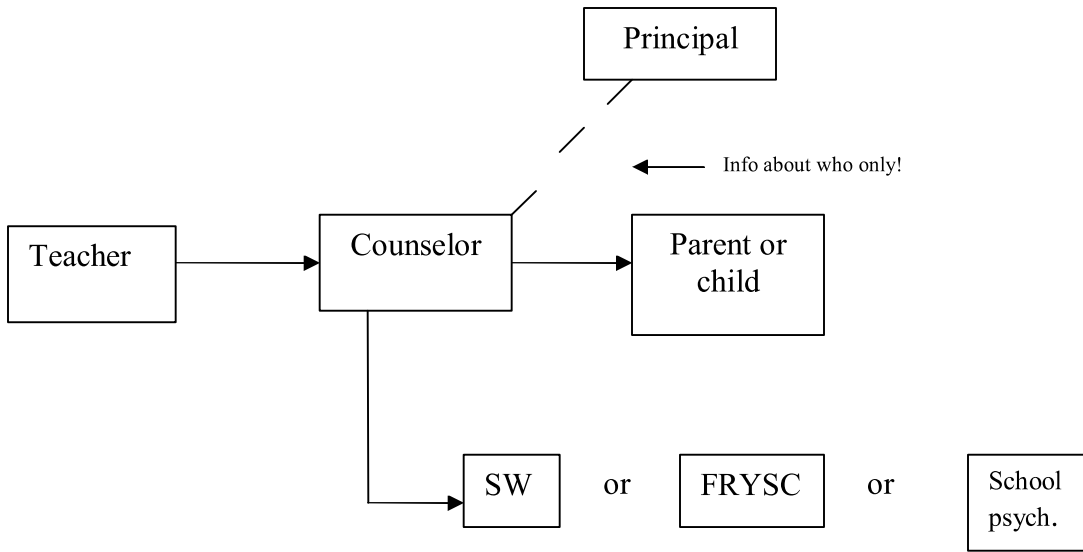 Principal
Info about who only!
Teacher
Counselor
Parent or
child
SW or FRYSC or School
psych.